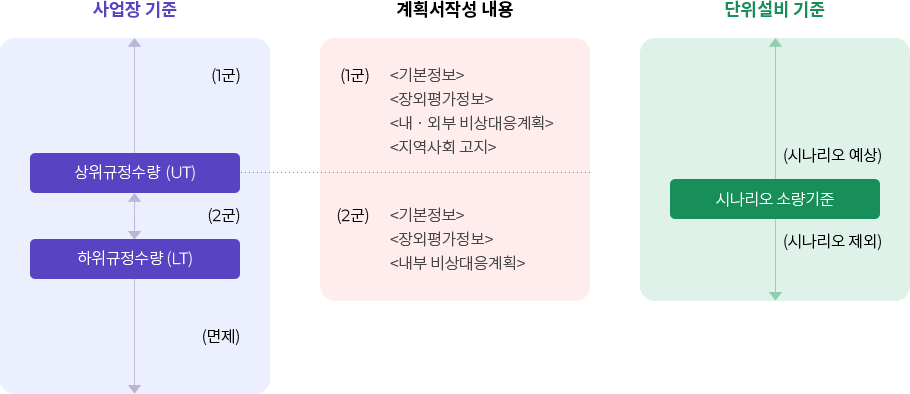 사업장 기준
(1군)
상위규정수량 (UT)
(2군)
하위규정수량 (LT)
(면제)
계획서작성 내용
(1군) <기본정보>
<장외평가정보>
<내 · 외부 비상대응계획>
<지역사회 고지>
(2군) <기본정보>
<장외평가정보>
<내부 비상대응계획>
단위설비 기준
(시나리오 예상)
시나리오 소량기준
(시나리오 제외)